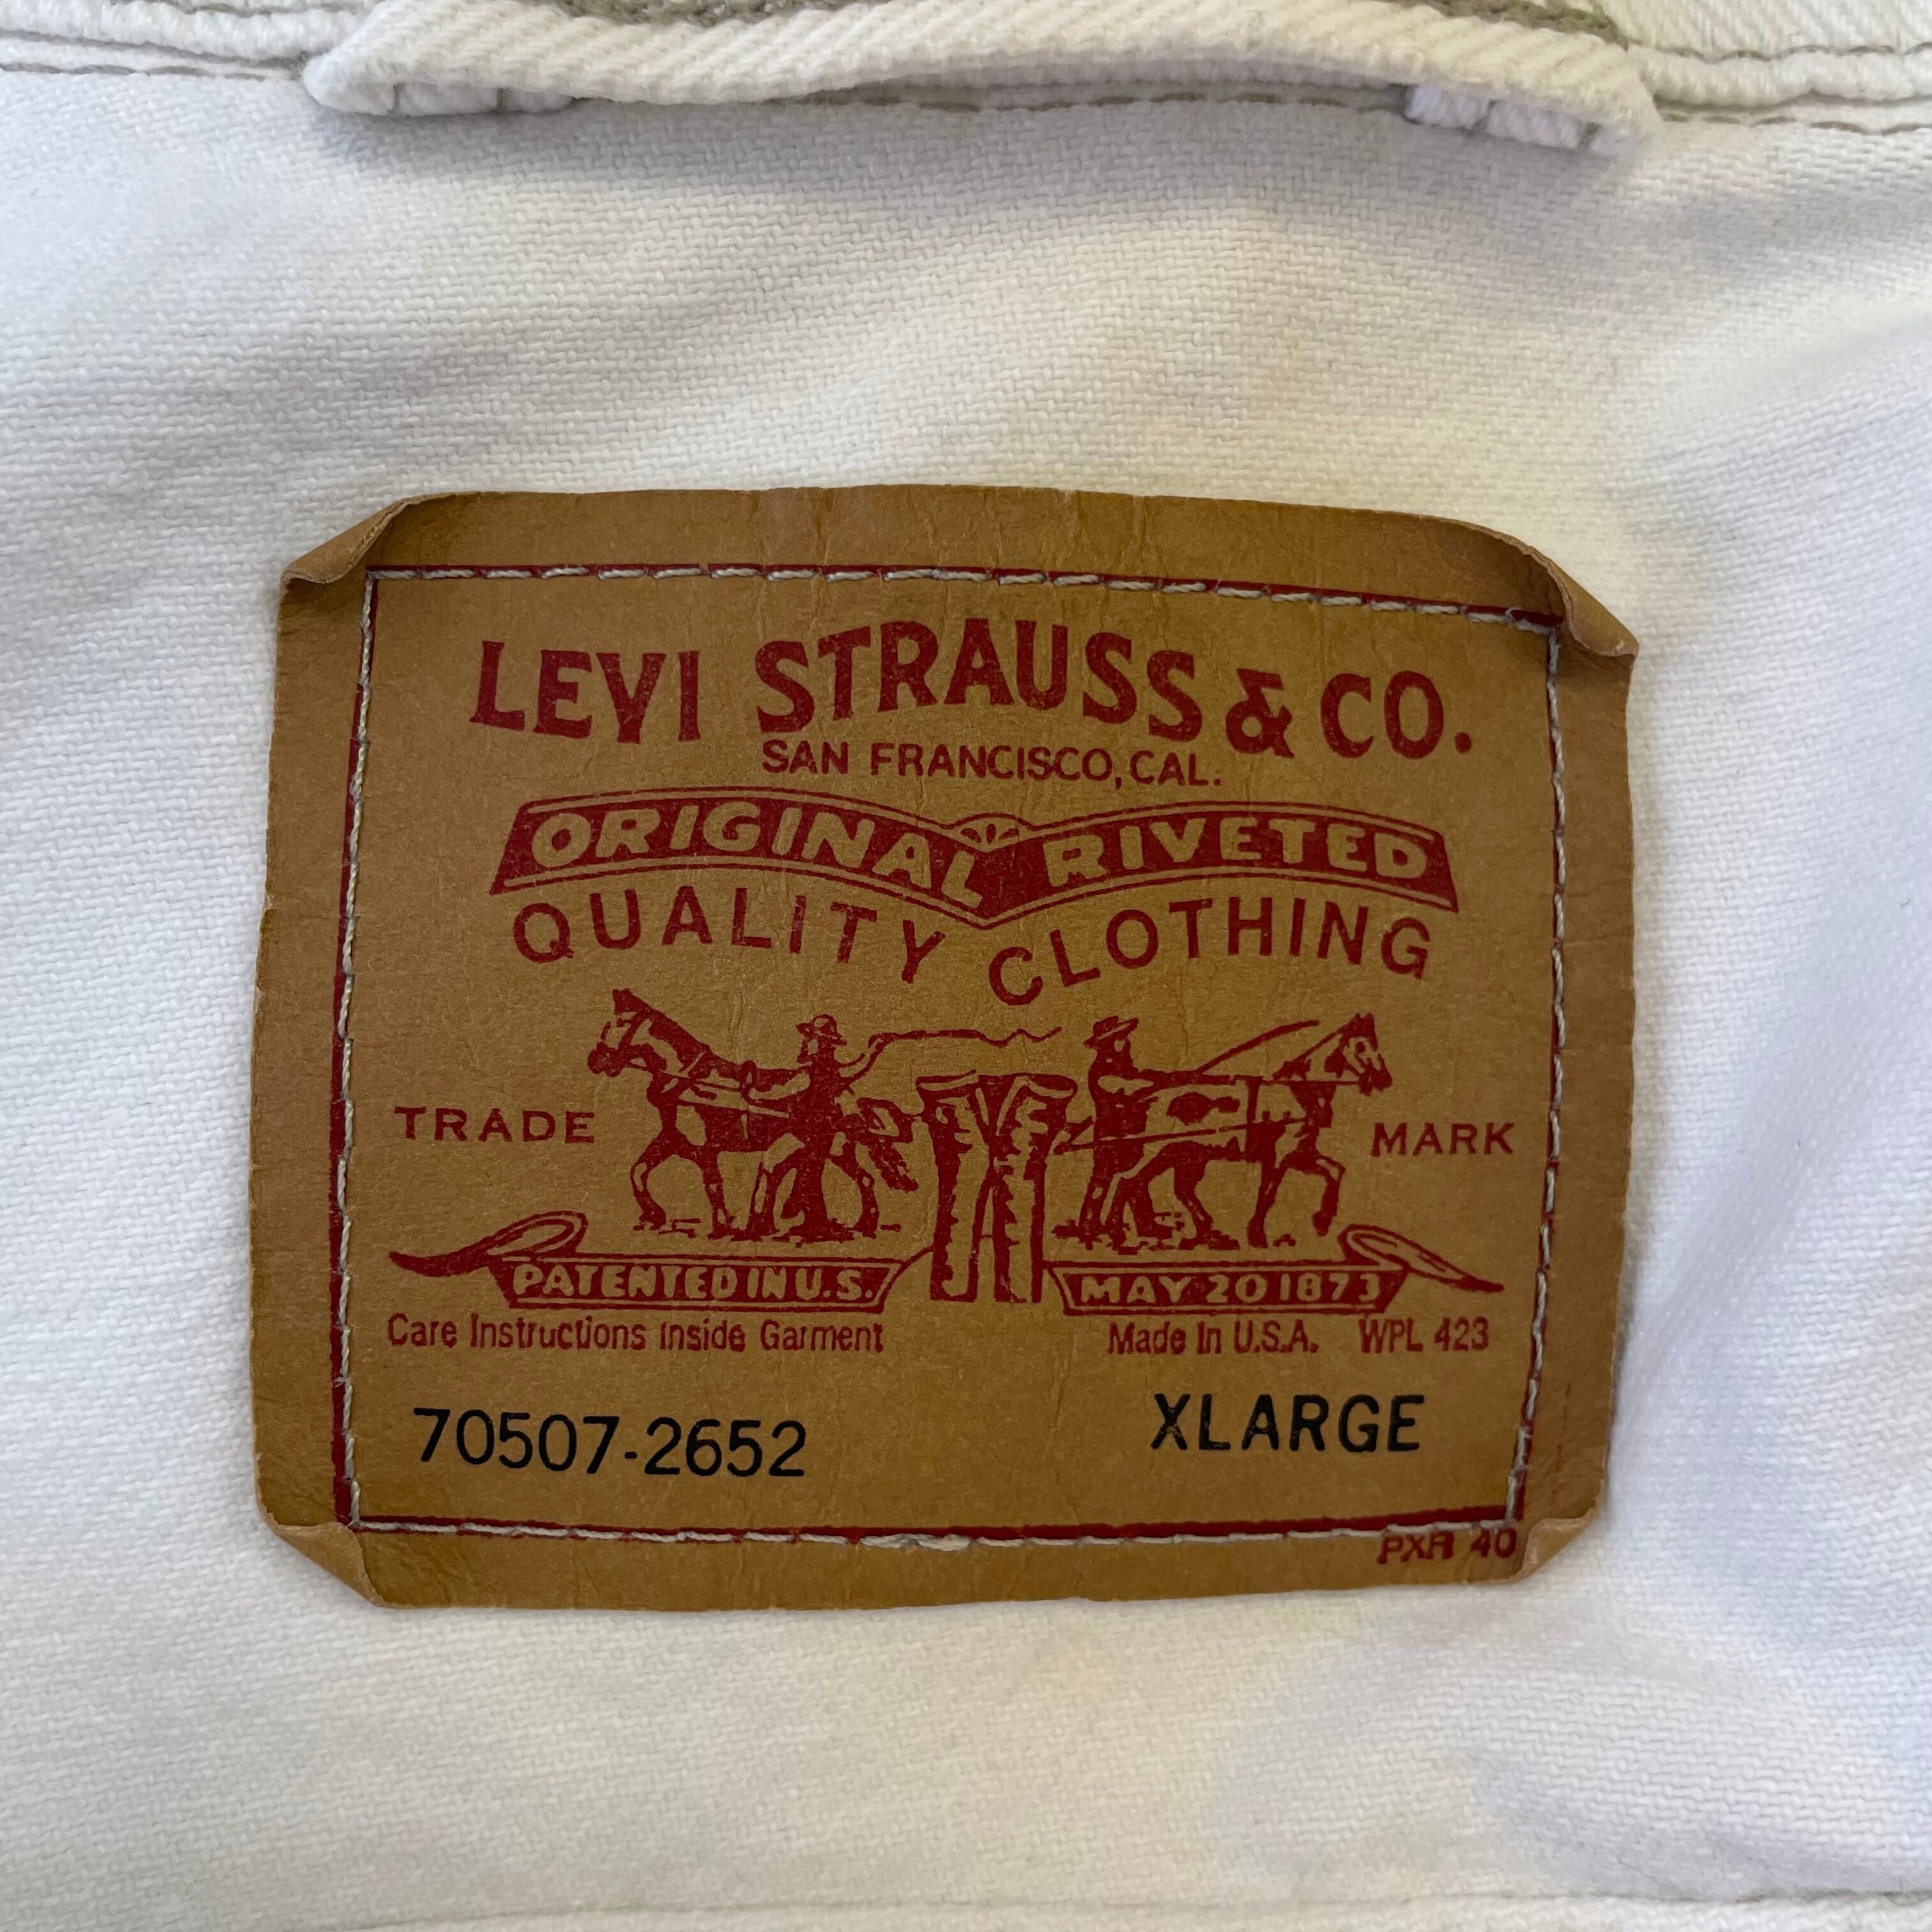 LEVI STRAUSS & CO.
SAN FRANCISCO, CAL.
ORIGINAL RIVETED
QUALITY CLOTHING
TRADE MARK
PATENTED IN U.S. MAY 20 1873
Care Instructions Inside Garment Made In U.S.A. WPL 423
70507-2652 XLARGE
PXR 40